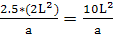 2.5*(2L²)/a = 10L²/a